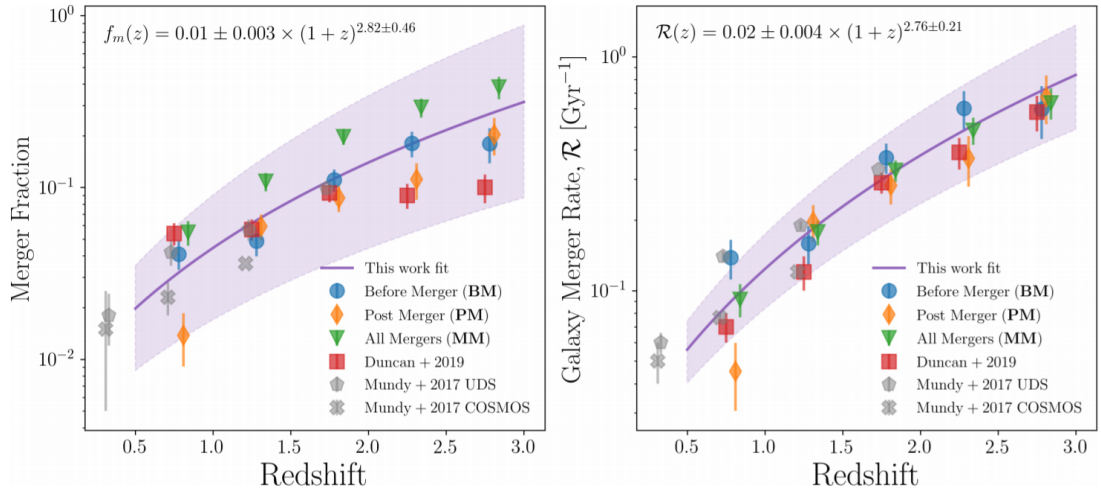 f_m(z) = 0.01 ± 0.003 × (1 + z)^{2.82±0.46}
10^0
10^{-1}
10^{-2}
Merger Fraction
This work fit
Before Merger (BM)
Post Merger (PM)
All Mergers (MM)
Duncan + 2019
Mundy + 2017 UDS
Mundy + 2017 COSMOS
0.5 1.0 1.5 2.0 2.5 3.0
Redshift
R(z) = 0.02 ± 0.004 × (1 + z)^{2.76±0.21}
10^0
10^{-1}
Galaxy Merger Rate, R [Gyr^{-1}]
This work fit
Before Merger (BM)
Post Merger (PM)
All Mergers (MM)
Duncan + 2019
Mundy + 2017 UDS
Mundy + 2017 COSMOS
0.5 1.0 1.5 2.0 2.5 3.0
Redshift